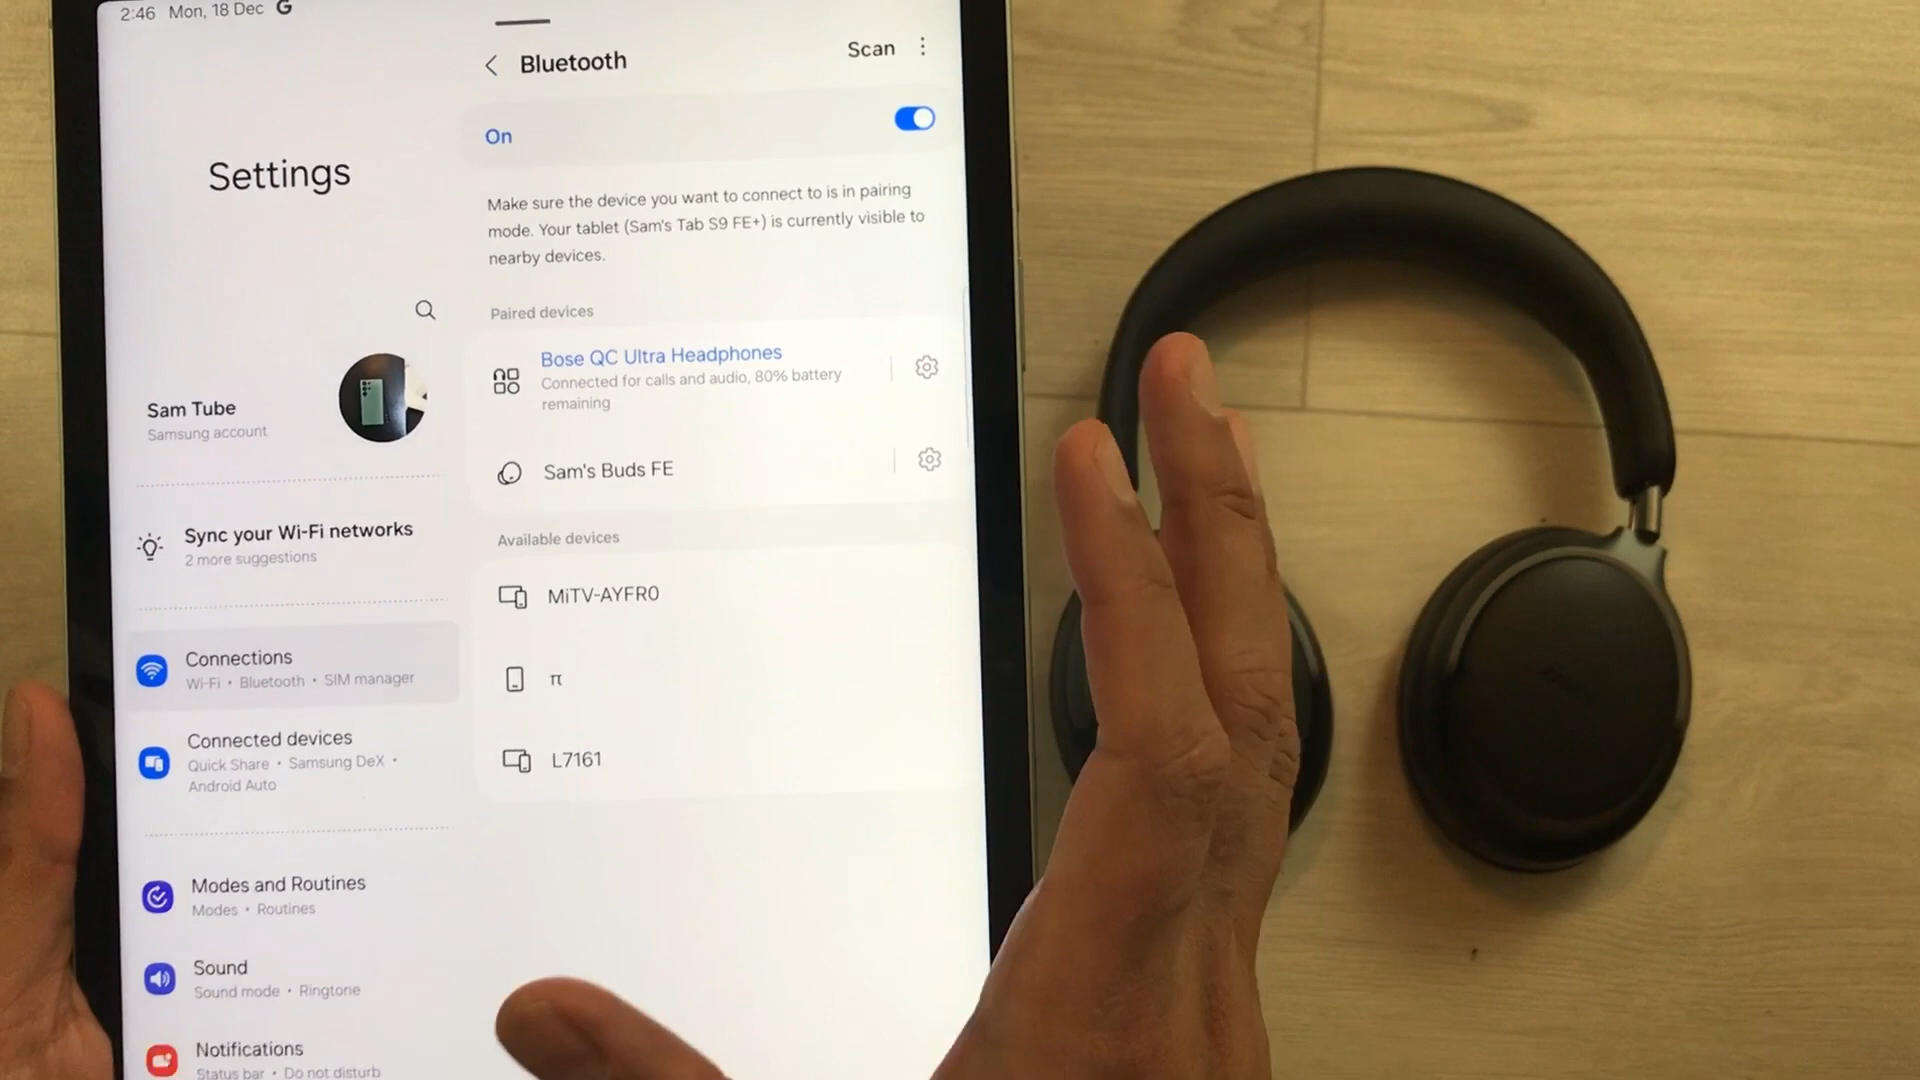 2:46 Mon, 18 Dec G
Settings
Sam Tube
Samsung account
Sync your Wi-Fi networks
2 more suggestions
Connections
Wi-Fi • Bluetooth • SIM manager
Connected devices
Quick Share • Samsung DeX •
Android Auto
Modes and Routines
Modes • Routines
Sound
Sound mode • Ringtone
Notifications
Status bar • Do not disturb
Bluetooth
Scan
On
Make sure the device you want to connect to is in pairing
mode. Your tablet (Sam's Tab S9 FE+) is currently visible to
nearby devices.
Paired devices
Bose QC Ultra Headphones
Connected for calls and audio, 80% battery
remaining
Sam's Buds FE
Available devices
MiTV-AYFR0
π
L7161